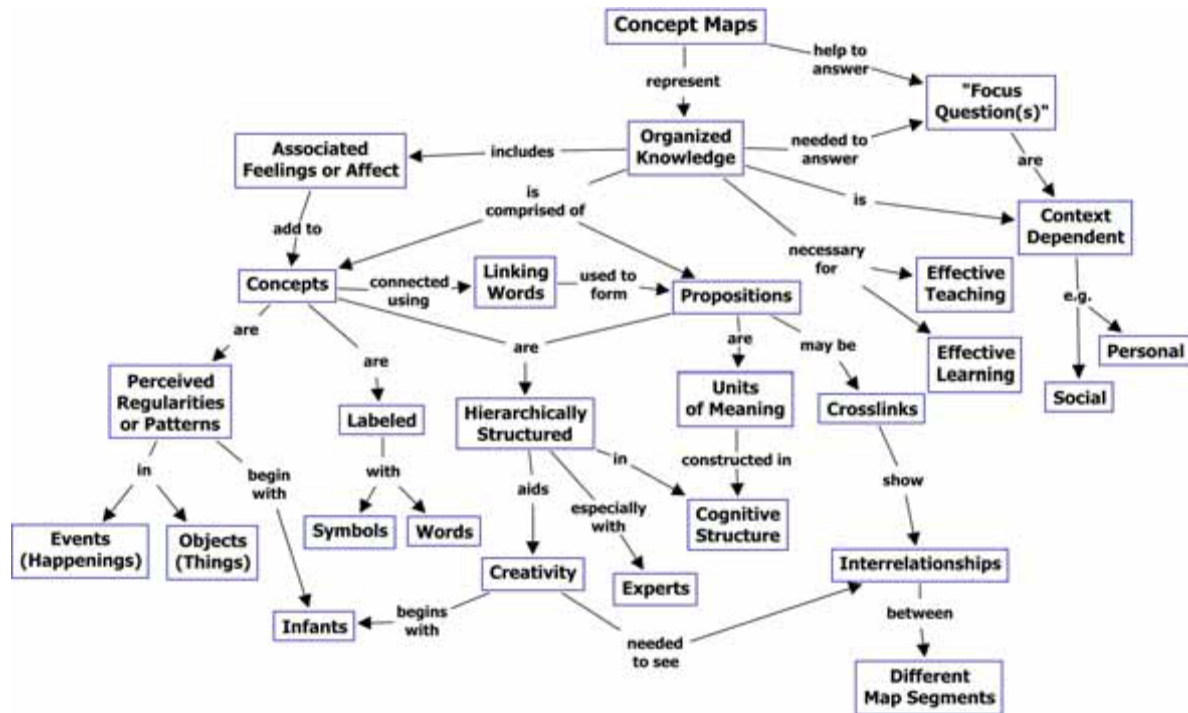 Concept Maps
help to
answer
represent
"Focus
Question(s)"
Organized
Knowledge
needed to
answer
includes
Associated
Feelings or Affect
are
is
comprised of
is
Context
Dependent
add to
necessary
for
Concepts
connected
using
Linking
Words
used to
form
Propositions
Effective
Teaching
e.g.
are
are
are
are
may be
Effective
Learning
Personal
Social
Perceived
Regularities
or Patterns
Labeled
Hierarchically
Structured
Units
of Meaning
Crosslinks
in
begin
with
with
aids
in
constructed in
especially
with
show
Events
(Happenings)
Objects
(Things)
Symbols
Words
Cognitive
Structure
Creativity
Experts
Interrelationships
Infants
begins
with
needed
to see
between
Different
Map Segments